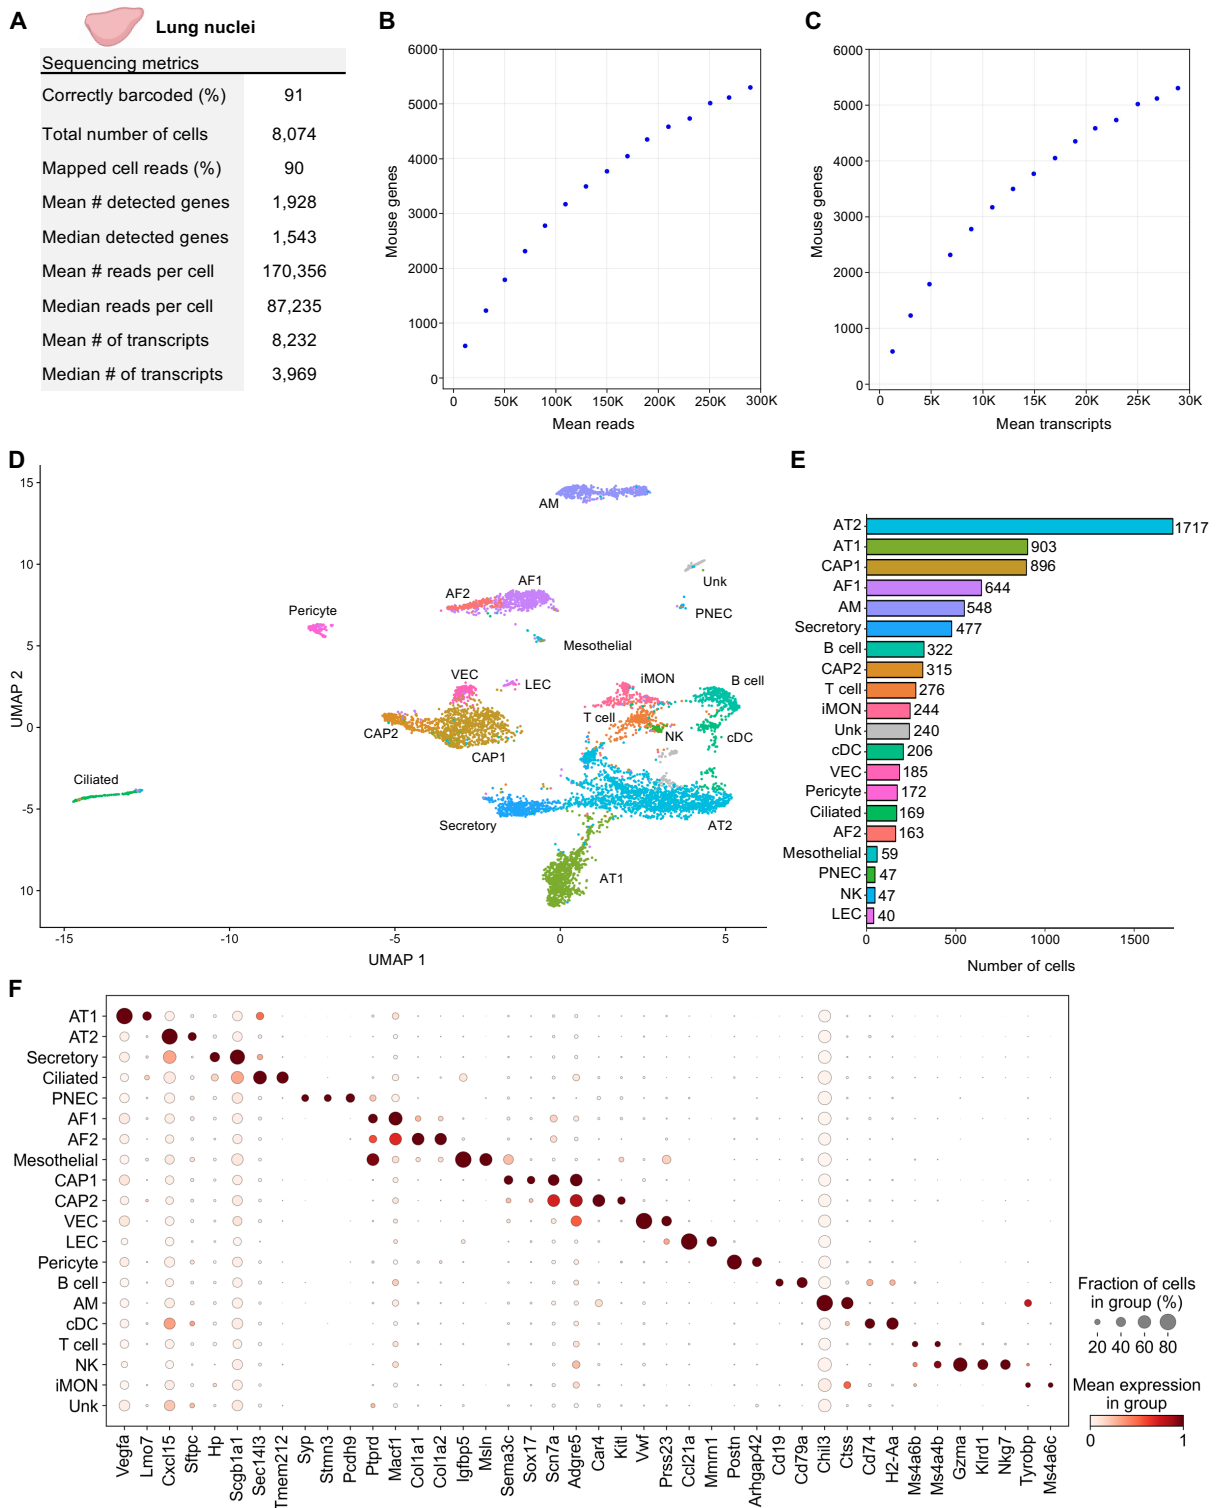 A
Lung nuclei
Sequencing metrics
Correctly barcoded (%) 91
Total number of cells 8,074
Mapped cell reads (%) 90
Mean # detected genes 1,928
Median detected genes 1,543
Mean # reads per cell 170,356
Median reads per cell 87,235
Mean # of transcripts 8,232
Median # of transcripts 3,969
B
Mouse genes
6000
5000
4000
3000
2000
1000
0
0 50K 100K 150K 200K 250K 300K
Mean reads
C
Mouse genes
6000
5000
4000
3000
2000
1000
0
0 5K 10K 15K 20K 25K 30K
Mean transcripts
D
UMAP 2
15
10
5
0
-5
10
-15 -10 -5 0 5
UMAP 1
AM
Unk
AF1
AF2
PNEC
Pericyte
Mesothelial
VEC
LEC
iMON
B cell
T cell
NK
cDC
CAP2
CAP1
Ciliated
Secretory
AT2
AT1
E
AT2 1717
AT1 903
CAP1 896
AF1 644
AM 548
Secretory 477
B cell 322
CAP2 315
T cell 276
iMON 244
Unk 240
cDC 206
VEC 185
Pericyte 172
Ciliated 169
AF2 163
Mesothelial 59
PNEC 47
NK 47
LEC 40
0 500 1000 1500
Number of cells
F
AT1
AT2
Secretory
Ciliated
PNEC
AF1
AF2
Mesothelial
CAP1
CAP2
VEC
LEC
Pericyte
B cell
AM
cDC
T cell
NK
iMON
Unk
Vegfa
Lmo7
Cxcl15
Sftpc
Hp
Scgb1a1
Sec14l3
Tmem212
Syp
Stmn3
Pcdh9
Ptprd
Macf1
Col1a1
Col1a2
Igfbp5
Msln
Sema3c
Sox17
Scn7a
Adgre5
Car4
Kitl
Vwf
Prss23
Ccl21a
Mmrn1
Postn
Arhgap42
Cd19
Cd79a
Chil3
Ctss
Cd74
H2-Aa
Ms4a6b
Ms4a4b
Gzma
Klrd1
Nkg7
Tyrobp
Ms4a6c
Fraction of cells
in group (%)
20 40 60 80
Mean expression
in group
0 1